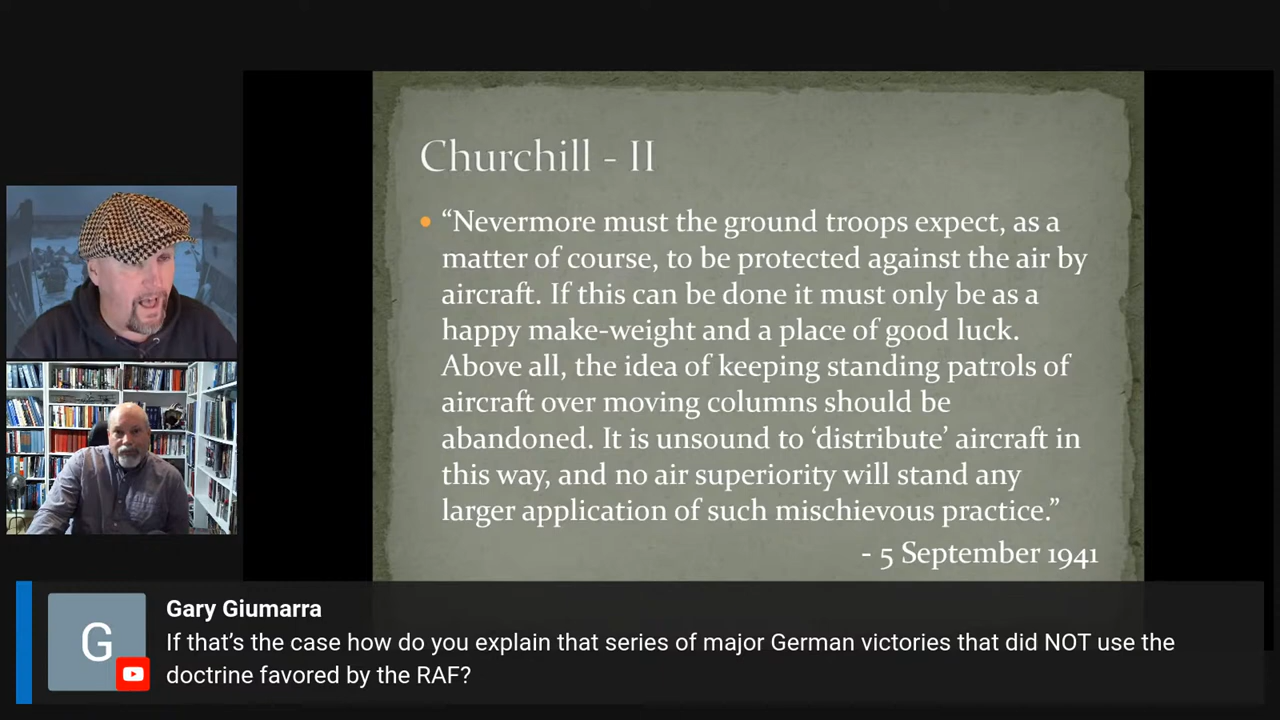 Churchill - II
• “Nevermore must the ground troops expect, as a
matter of course, to be protected against the air by
aircraft. If this can be done it must only be as a
happy make-weight and a place of good luck.
Above all, the idea of keeping standing patrols of
aircraft over moving columns should be
abandoned. It is unsound to ‘distribute’ aircraft in
this way, and no air superiority will stand any
larger application of such mischievous practice.”
- 5 September 1941
G
Gary Giumarra
If that’s the case how do you explain that series of major German victories that did NOT use the
doctrine favored by the RAF?